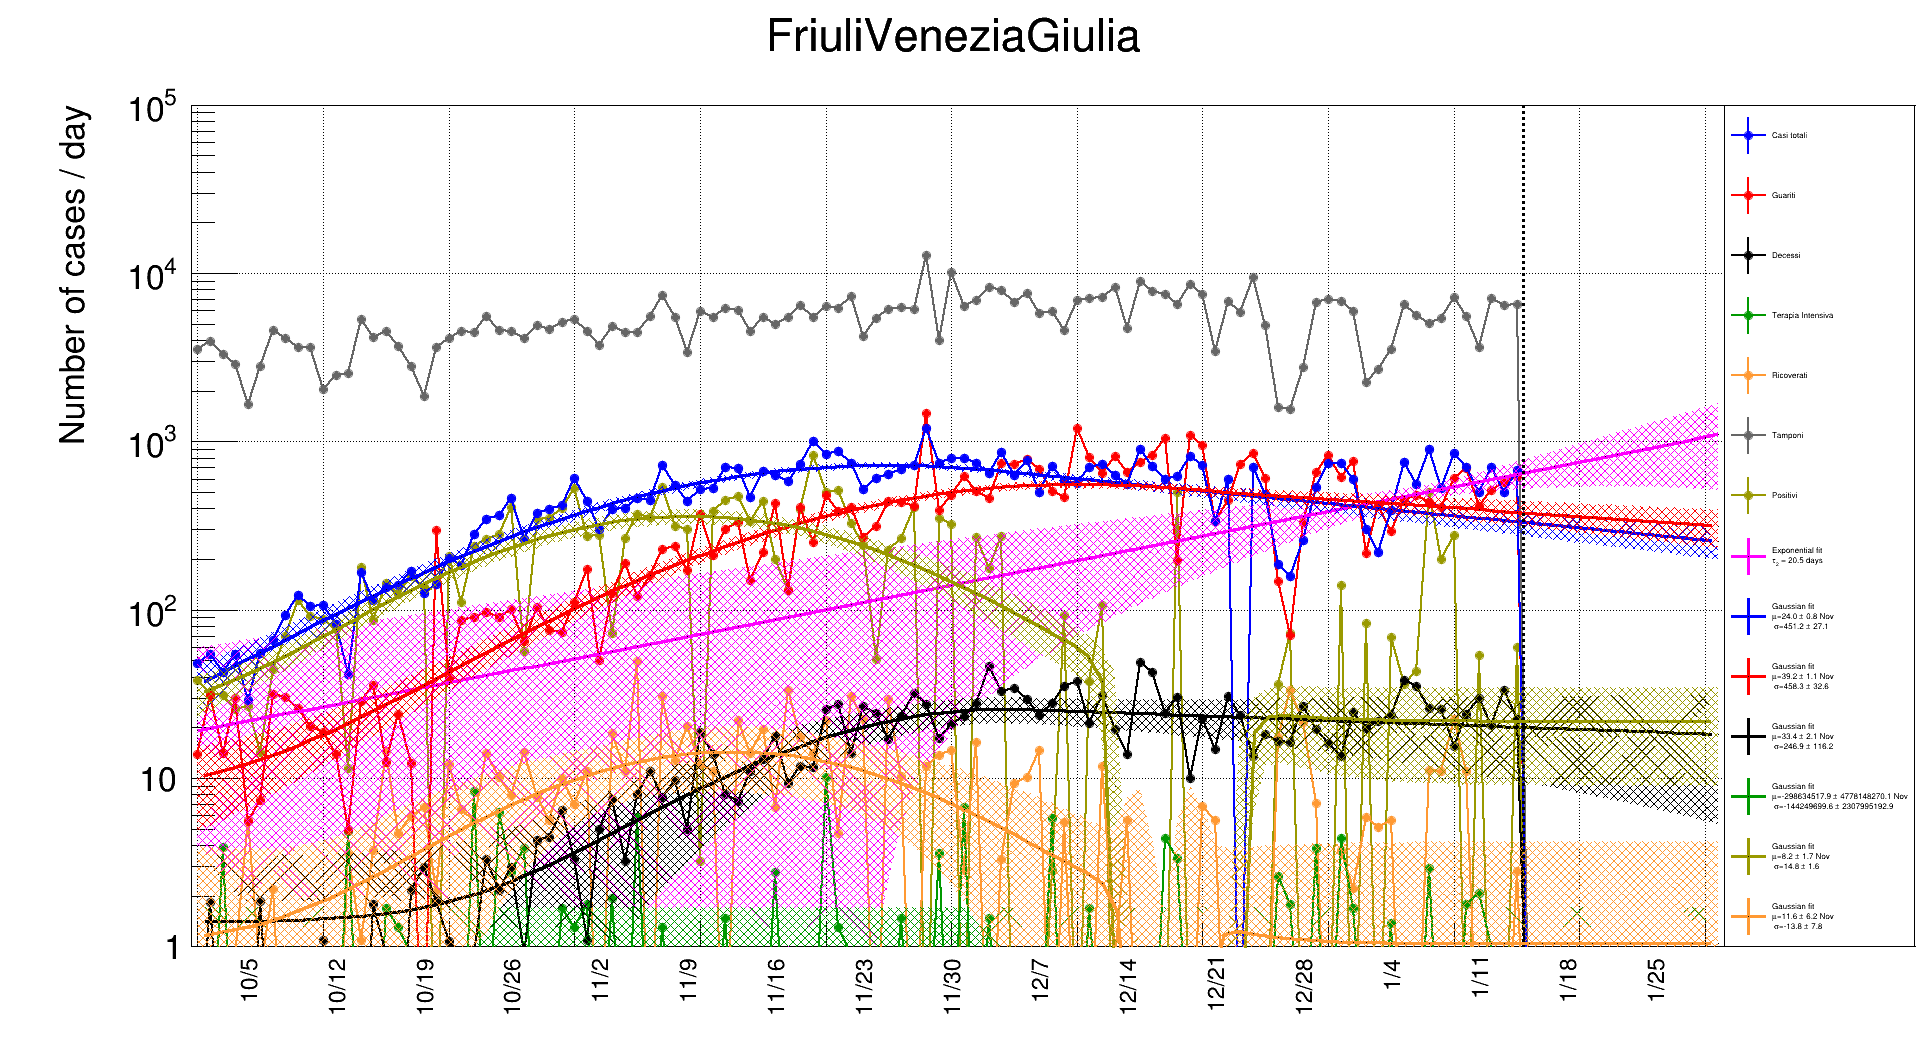 FriuliVeneziaGiulia
Number of cases / day
10^5
10^4
10^3
10^2
10
1
10/5
10/12
10/19
10/26
11/2
11/9
11/16
11/23
11/30
12/7
12/14
12/21
12/28
1/4
1/11
1/18
1/25
Casi totali
Guariti
Decessi
Terapia Intensiva
Ricoverati
Tamponi
Positivi
Exponential fit
τ₂ = 20.5 days
Gaussian fit
μ=24.0 ± 0.8 Nov
σ=451.2 ± 27.1
Gaussian fit
μ=39.2 ± 1.1 Nov
σ=458.3 ± 32.6
Gaussian fit
μ=33.4 ± 2.1 Nov
σ=246.9 ± 116.2
Gaussian fit
μ=-298634517.9 ± 4778148270.1 Nov
σ=-144249699.6 ± 2307995192.9
Gaussian fit
μ=8.2 ± 1.7 Nov
σ=14.8 ± 1.6
Gaussian fit
μ=11.6 ± 6.2 Nov
σ=-13.8 ± 7.8